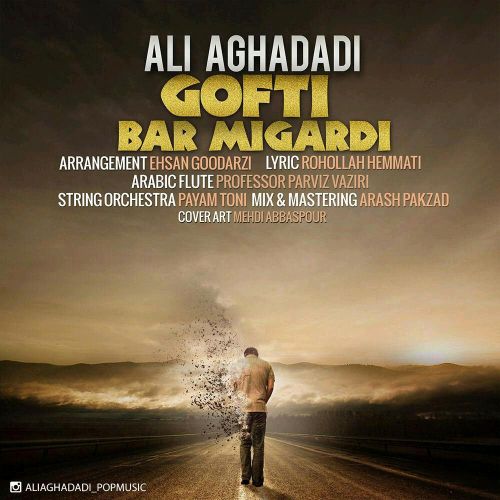 ALI AGHADADI
GOFTI
BAR MIGARDI
ARRANGEMENT EHSAN GOODARZI LYRIC ROHOLLAH HEMMATI
ARABIC FLUTE PROFESSOR PARVIZ VAZIRI
STRING ORCHESTRA PAYAM TONI MIX & MASTERING ARASH PAKZAD
COVER ART MEHDI ABBASPOUR
ALIAGHADADI_POPMUSIC